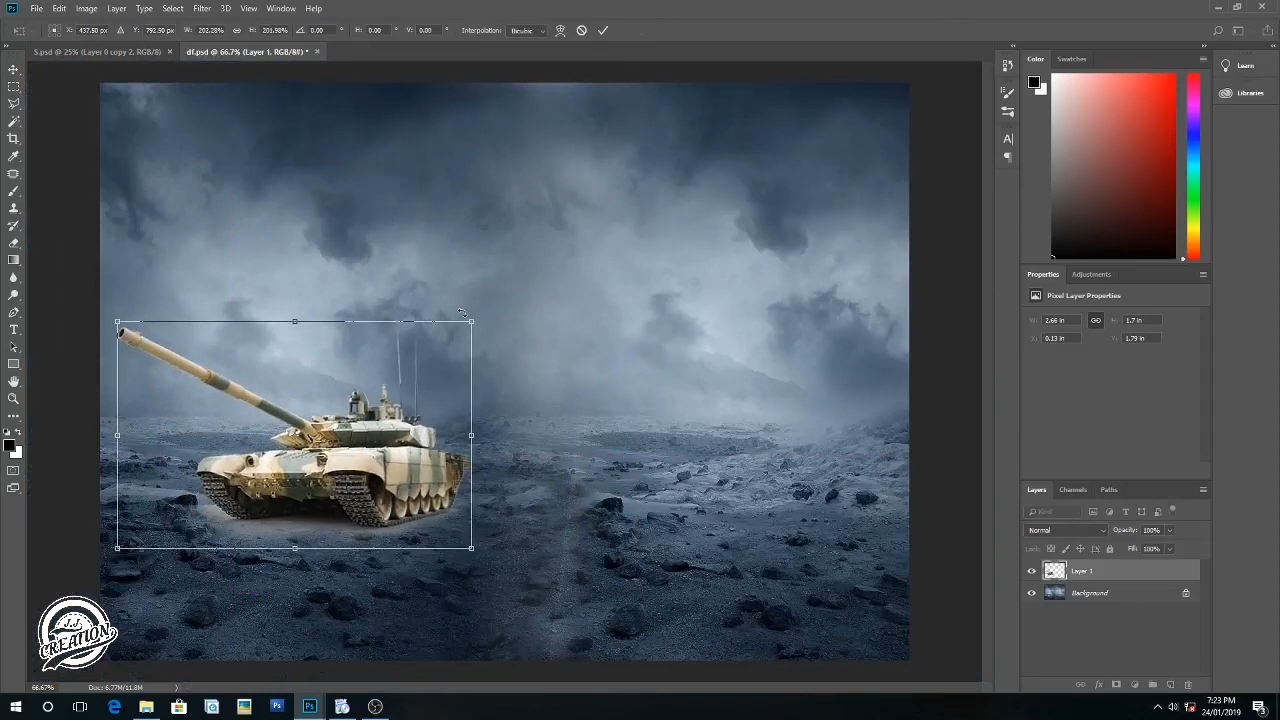 Ps File Edit Image Layer Type Select Filter 3D View Window Help
X: 437.50 px Y: 792.50 px W: 202.28% H: 201.98% 0.00 ° H: 0.00 ° V: 0.00 ° Interpolation: Bicubic
S.psd @ 25% (Layer 0 copy 2, RGB/8) × df.psd @ 66.7% (Layer 1, RGB/8#) * ×
Color Swatches
Learn
Libraries
Properties Adjustments
Pixel Layer Properties
W: 2.66 in H: 1.7 in
X: 0.13 in Y: 1.79 in
Layers Channels Paths
Kind
Normal Opacity: 100%
Lock: Fill: 100%
Layer 1
Background
J.J
CREATION
66.67% Doc: 6.77M/11.8M
Ps Ps
7:23 PM
24/01/2019
3